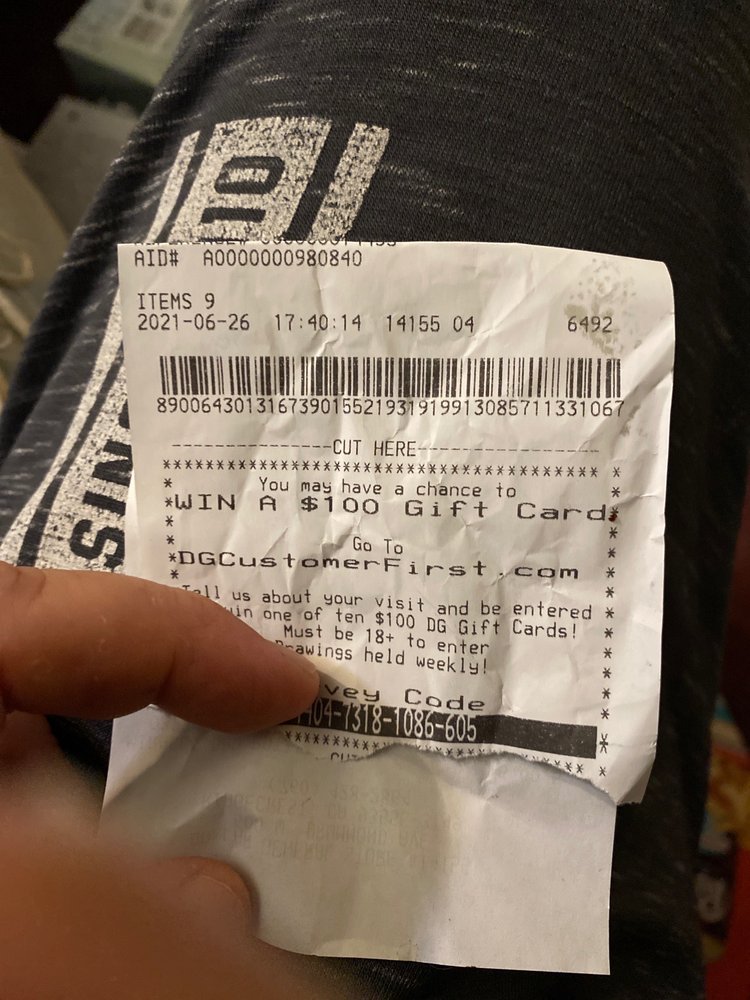 10
AID# A0000000980840
ITEMS 9
2021-06-26 17:40:14 14155 04 6492
890064301316739015521931919913085711331067
------------------CUT HERE------------------
You may have a chance to
*WIN A $100 Gift Card*
Go To
*DGCustomerFirst.com
Tell us about your visit and be entered
win one of ten $100 DG Gift Cards!
Must be 18+ to enter
Drawings held weekly!
vey Code
04-7318-1086-605